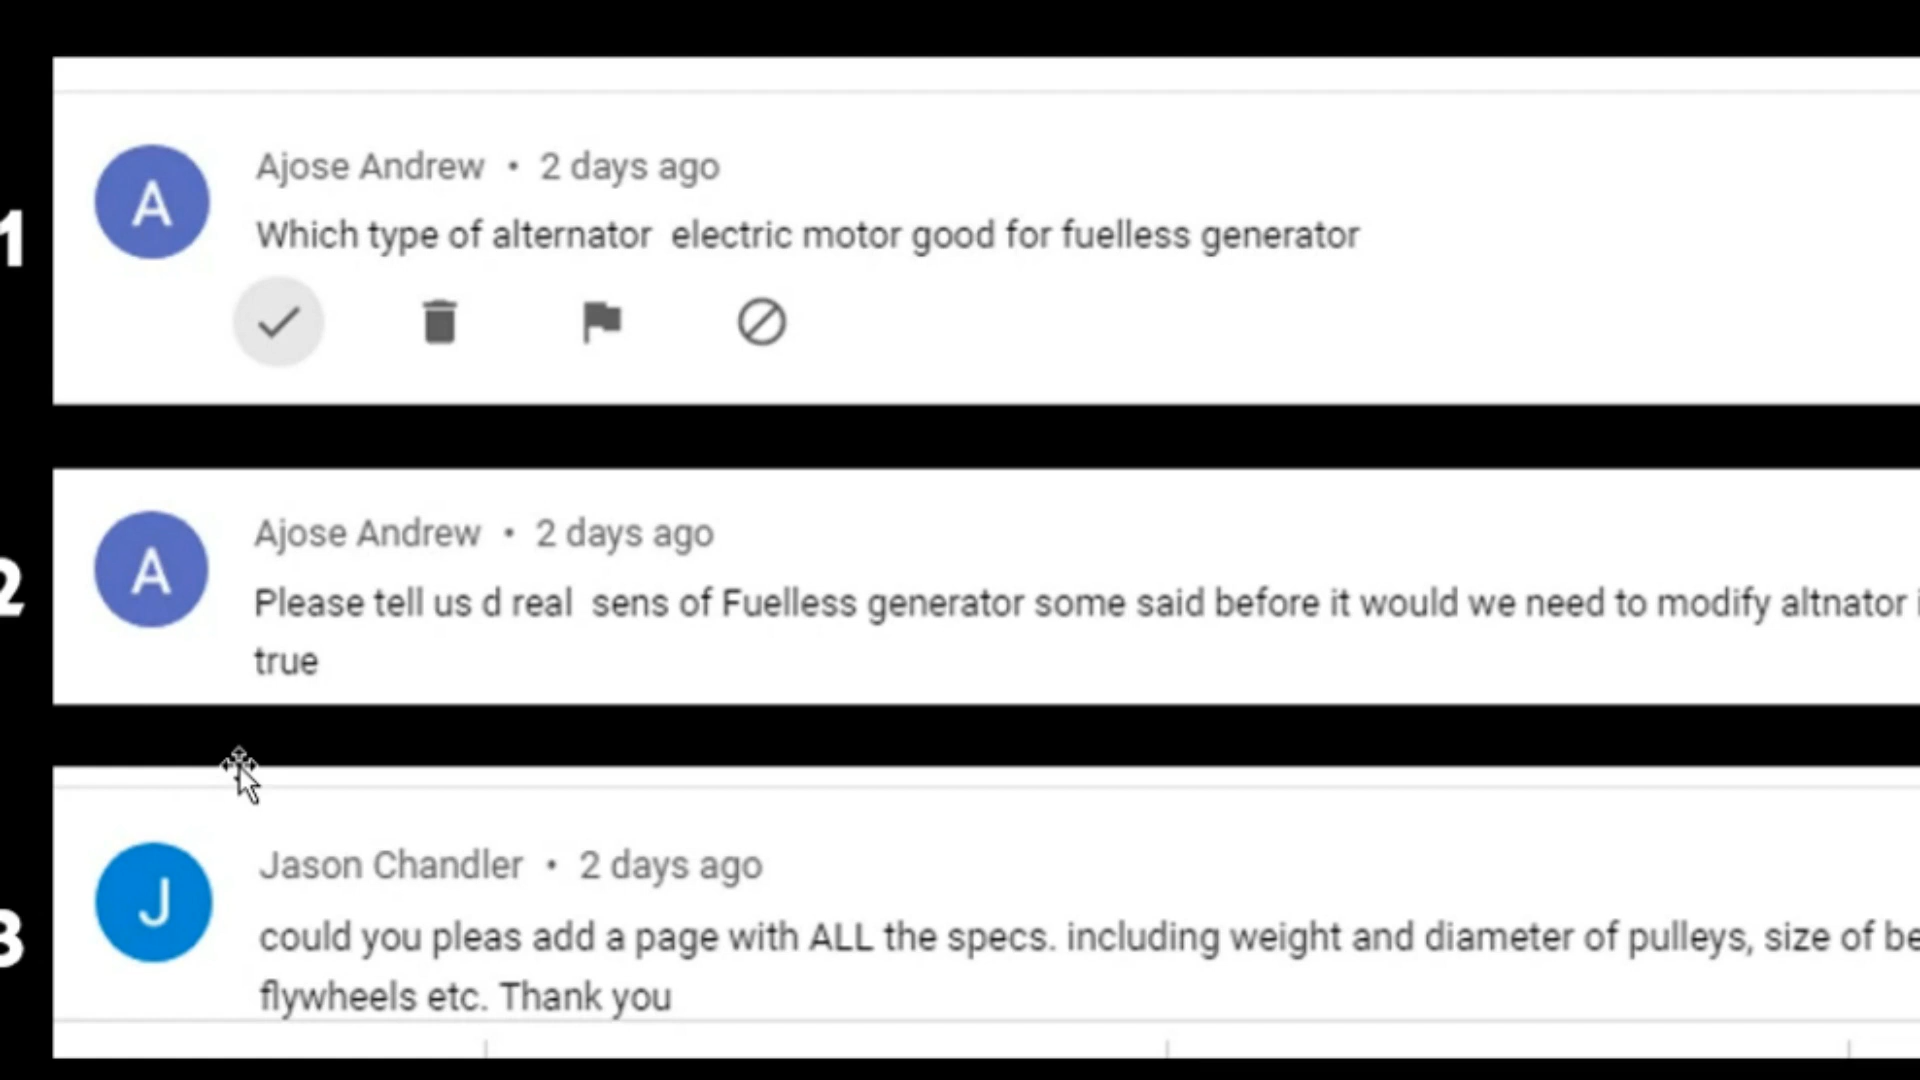 1
Ajose Andrew • 2 days ago
Which type of alternator electric motor good for fuelless generator
2
Ajose Andrew • 2 days ago
Please tell us d real sens of Fuelless generator some said before it would we need to modify altnator
true
3
Jason Chandler • 2 days ago
could you pleas add a page with ALL the specs. including weight and diameter of pulleys, size of
flywheels etc. Thank you